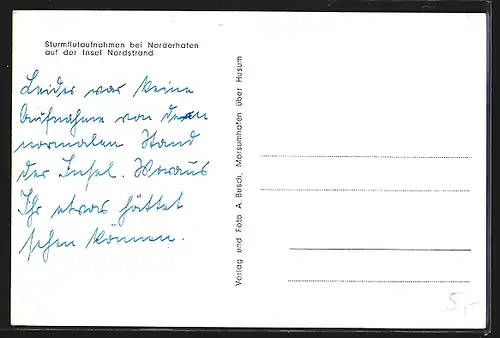 Sturmflutaufnahmen bei Norderhafen
auf der Insel Nordstrand
Leider war keine
Aufnahme von dem
normalen Stand
der Insel. Woraus
Ihr etwas hättet
sehen können.
Verlag und Foto A. Busch, Morsumhafen über Husum
5,-